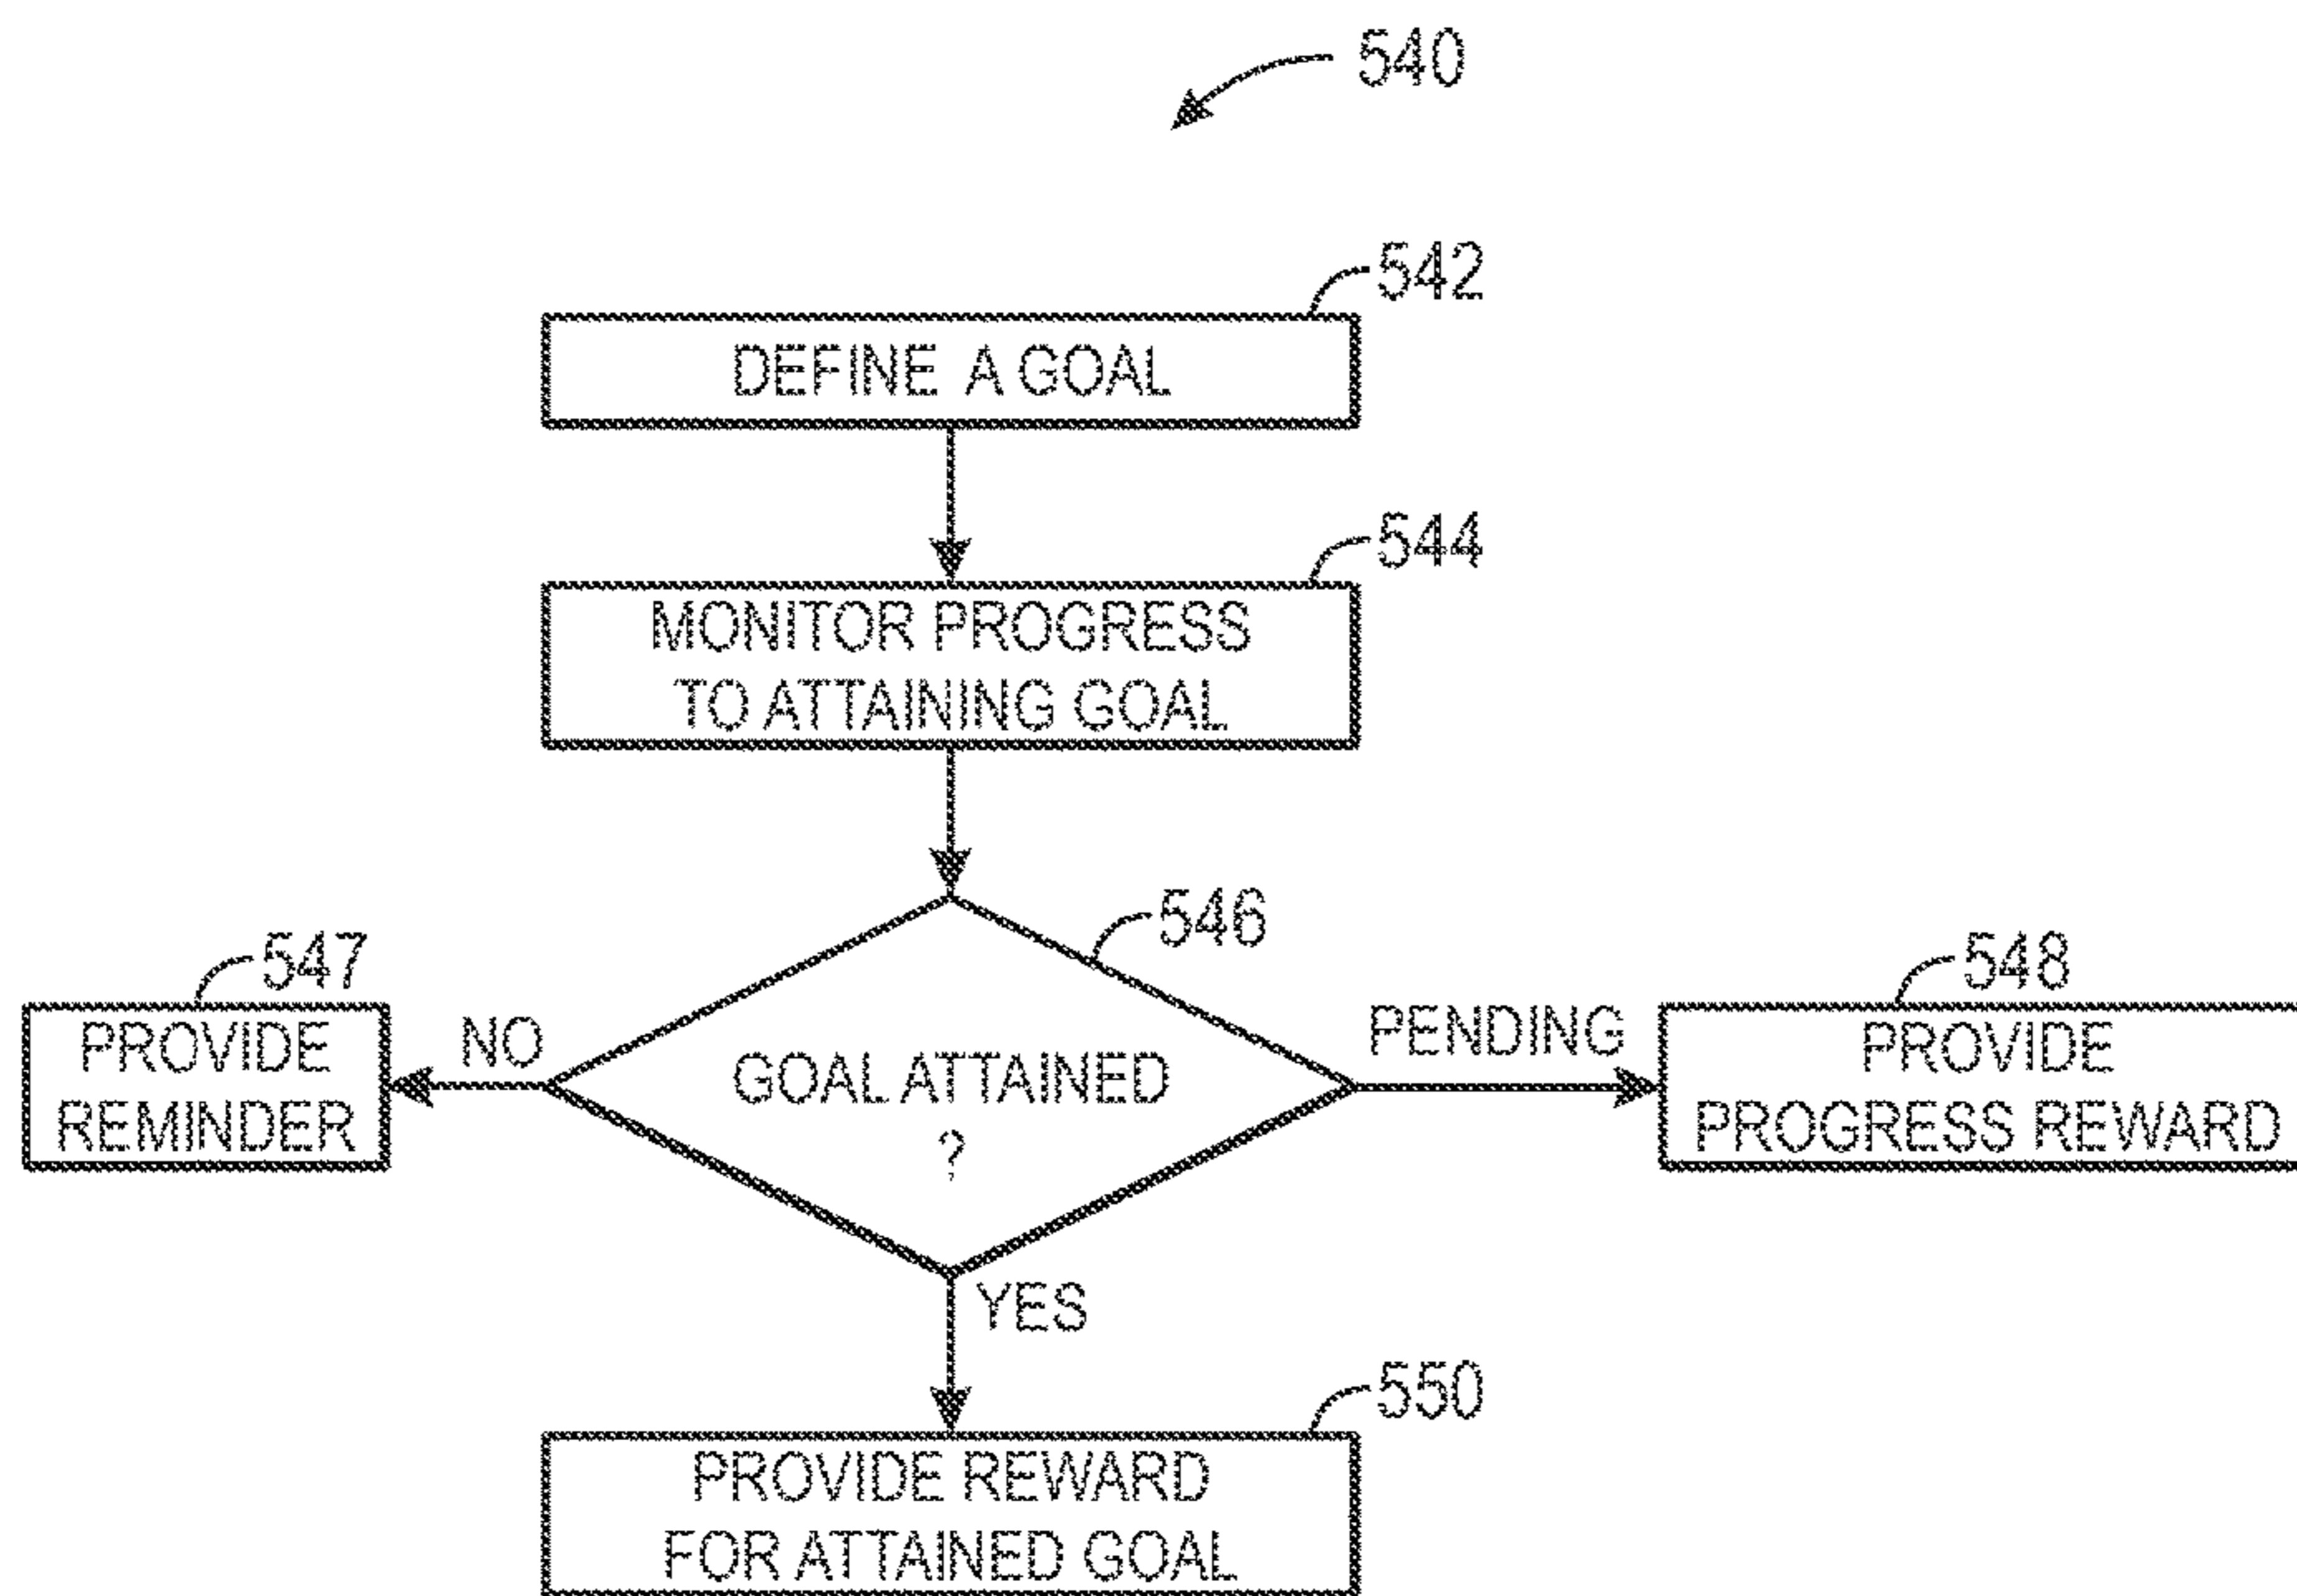 540
542
DEFINE A GOAL
544
MONITOR PROGRESS
TO ATTAINING GOAL
546
547
548
PROVIDE
REMINDER
NO
GOAL ATTAINED
?
PENDING
PROVIDE
PROGRESS REWARD
YES
550
PROVIDE REWARD
FOR ATTAINED GOAL